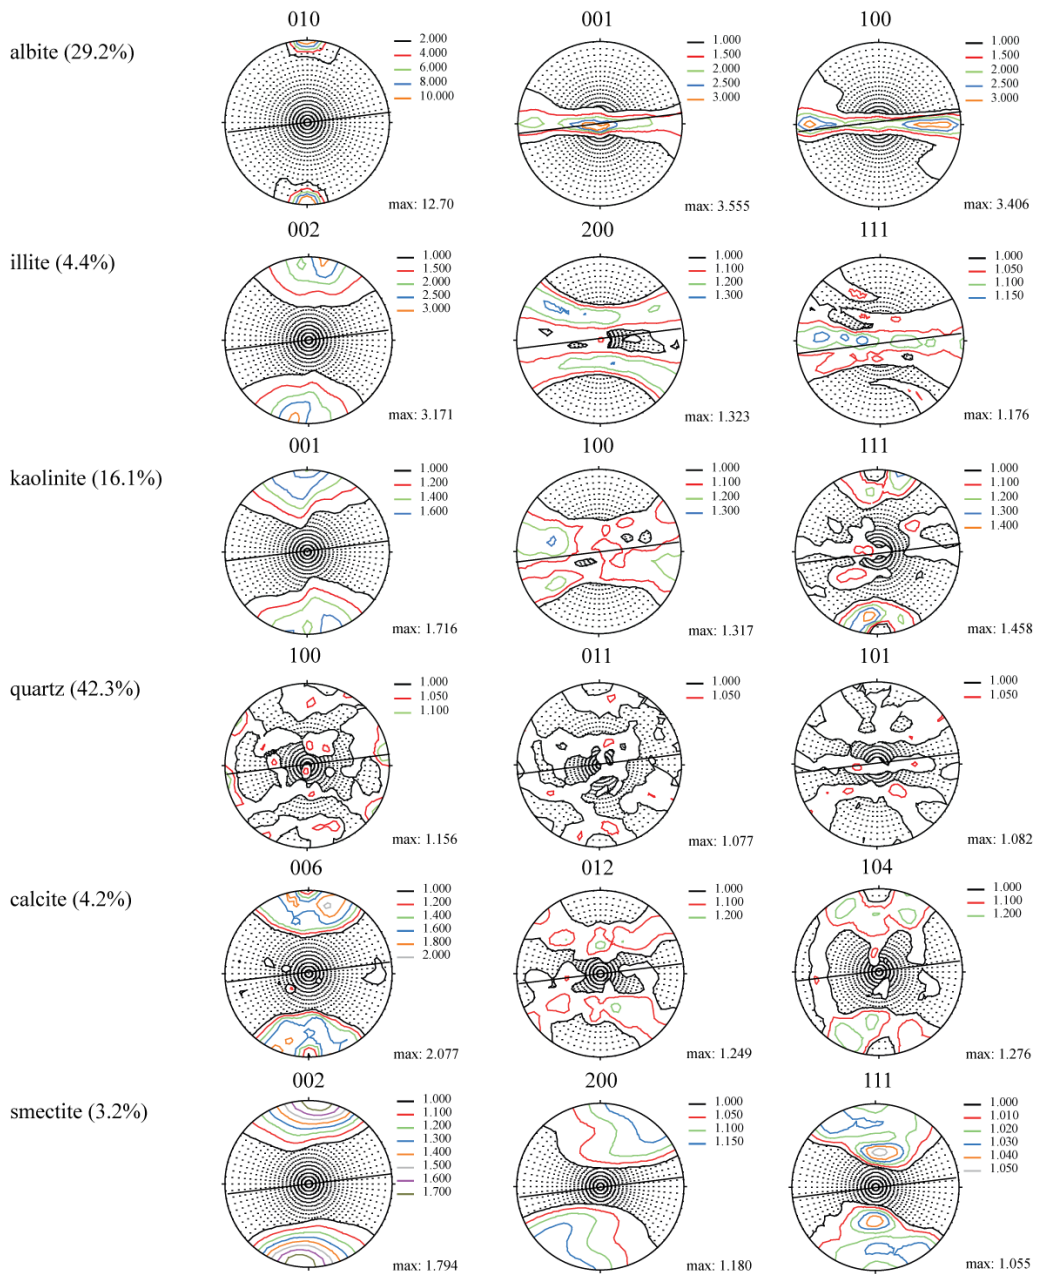 010 001 100
albite (29.2%)
2.000
4.000
6.000
8.000
10.000
max: 12.70
1.000
1.500
2.000
2.500
3.000
max: 3.555
1.000
1.500
2.000
2.500
3.000
max: 3.406
002 200 111
illite (4.4%)
1.000
1.500
2.000
2.500
3.000
max: 3.171
1.000
1.100
1.200
1.300
max: 1.323
1.000
1.050
1.100
1.150
max: 1.176
001 100 111
kaolinite (16.1%)
1.000
1.200
1.400
1.600
max: 1.716
1.000
1.100
1.200
1.300
max: 1.317
1.000
1.100
1.200
1.300
1.400
max: 1.458
100 011 101
quartz (42.3%)
1.000
1.050
1.100
max: 1.156
1.000
1.050
max: 1.077
1.000
1.050
max: 1.082
006 012 104
calcite (4.2%)
1.000
1.200
1.400
1.600
1.800
2.000
max: 2.077
1.000
1.100
1.200
max: 1.249
1.000
1.100
1.200
max: 1.276
002 200 111
smectite (3.2%)
1.000
1.100
1.200
1.300
1.400
1.500
1.600
1.700
max: 1.794
1.000
1.050
1.100
1.150
max: 1.180
1.000
1.010
1.020
1.030
1.040
1.050
max: 1.055